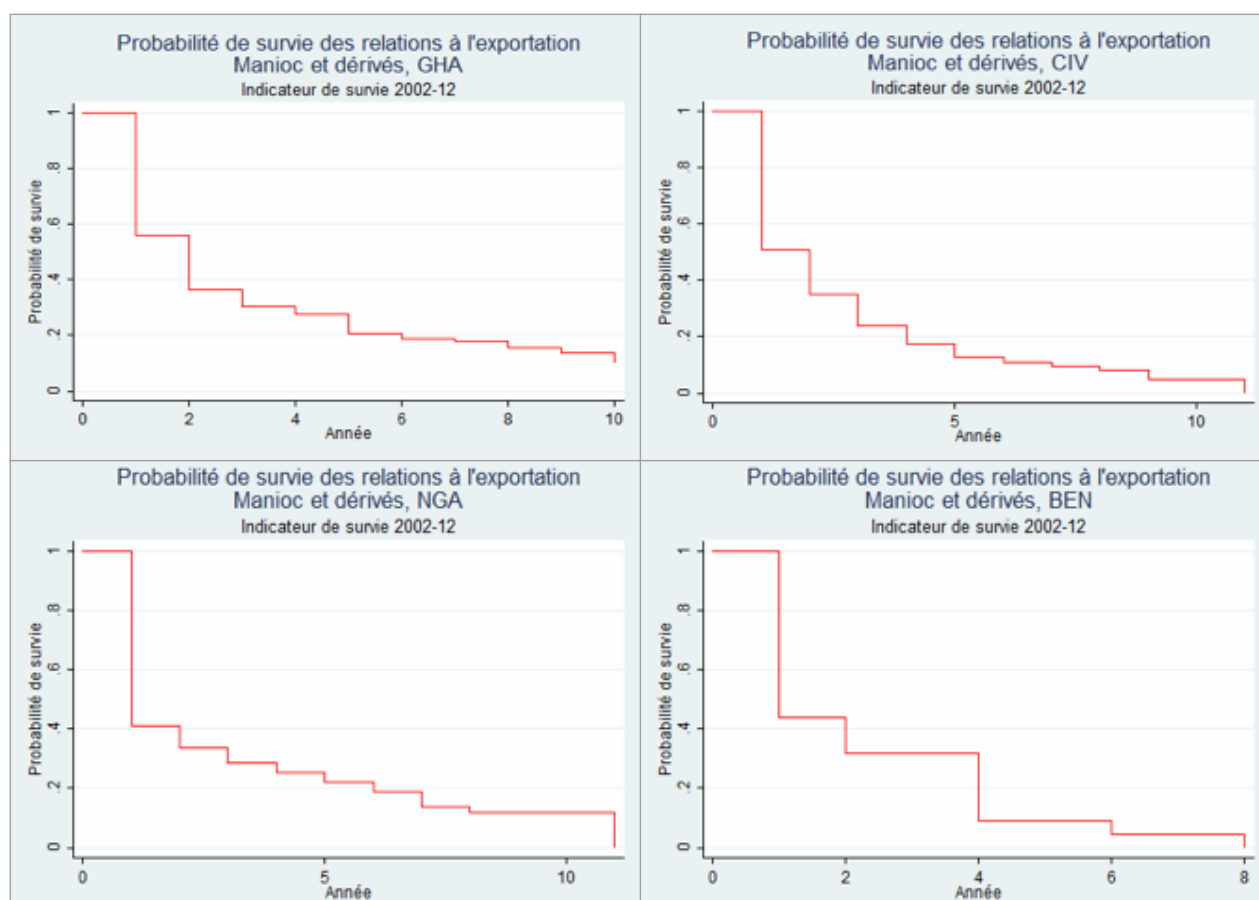 Probabilité de survie des relations à l'exportation
Manioc et dérivés, GHA
Indicateur de survie 2002-12
Probabilité de survie
1
.8
.6
.4
.2
0
0 2 4 6 8 10
Année
Probabilité de survie des relations à l'exportation
Manioc et dérivés, CIV
Indicateur de survie 2002-12
Probabilité de survie
1
.8
.6
.4
.2
0
0 5 10
Année
Probabilité de survie des relations à l'exportation
Manioc et dérivés, NGA
Indicateur de survie 2002-12
Probabilité de survie
1
.8
.6
.4
.2
0
0 5 10
Année
Probabilité de survie des relations à l'exportation
Manioc et dérivés, BEN
Indicateur de survie 2002-12
Probabilité de survie
1
.8
.6
.4
.2
0
0 2 4 6 8
Année